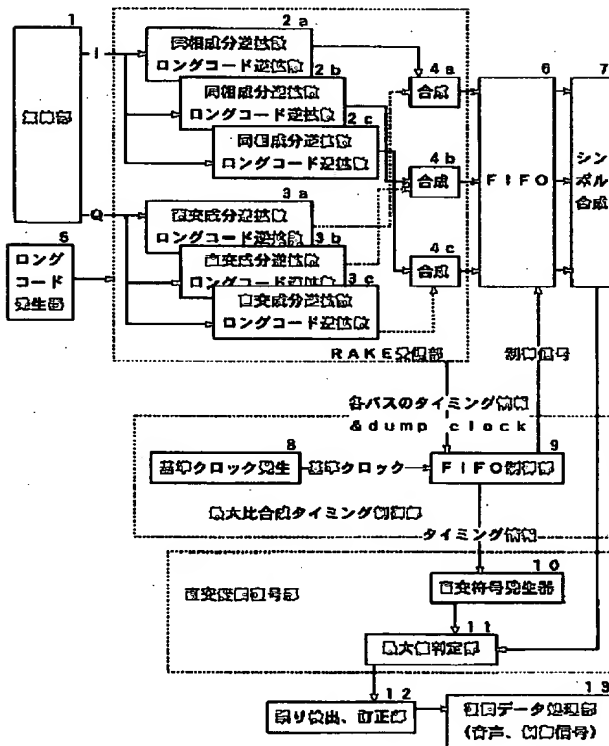 1
I
Q
2a
同相成分逆拡散
ロングコード逆拡散
2b
同相成分逆拡散
ロングコード逆拡散
2c
同相成分逆拡散
ロングコード逆拡散
3a
直交成分逆拡散
ロングコード逆拡散
3b
直交成分逆拡散
ロングコード逆拡散
3c
直交成分逆拡散
ロングコード逆拡散
4a
合成
4b
合成
4c
合成
5
ロング
コード
発生器
6
FIFO
7
シン
ボル
合成
RAKE受信部
制御信号
各パスのタイミング情報
&dump clock
8
基準クロック発生
基準クロック
9
FIFO制御部
最大比合成タイミング制御部
タイミング情報
10
直交符号発生器
11
最大値判定部
12
誤り検出、訂正部
13
データ処理部
(音声、制御信号)